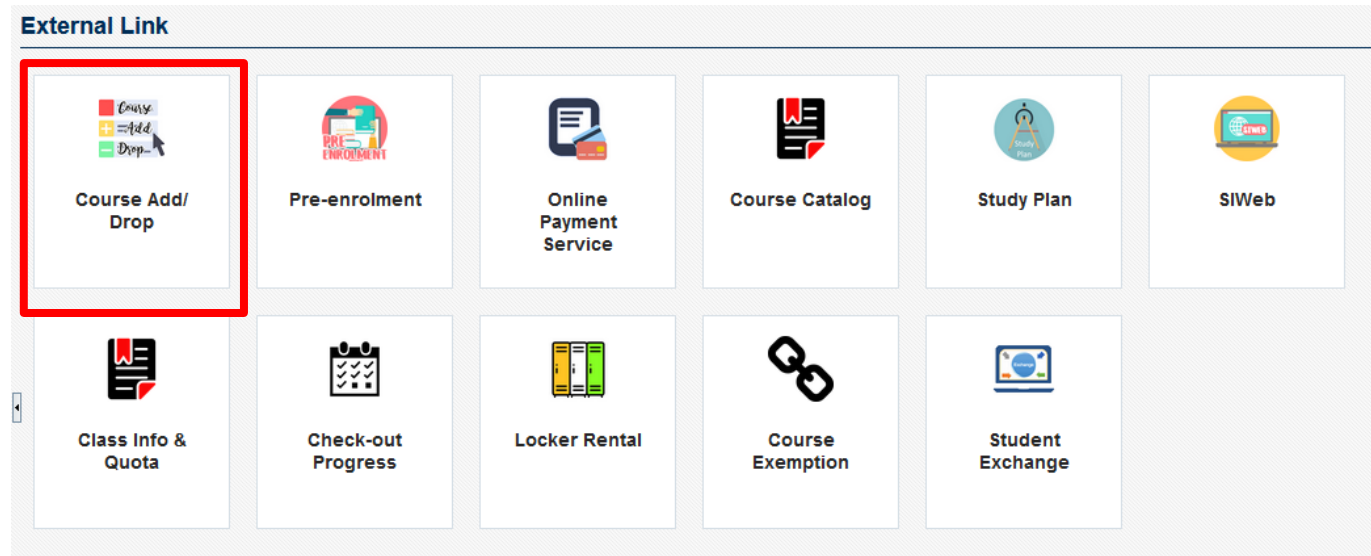 External Link
Course
Add
Drop
Course Add/
Drop
PRE
ENROLMENT
Pre-enrolment
Online
Payment
Service
Course Catalog
Study
Plan
Study Plan
SIWEB
SIWeb
Class Info &
Quota
Check-out
Progress
Locker Rental
Course
Exemption
Exchange
Student
Exchange